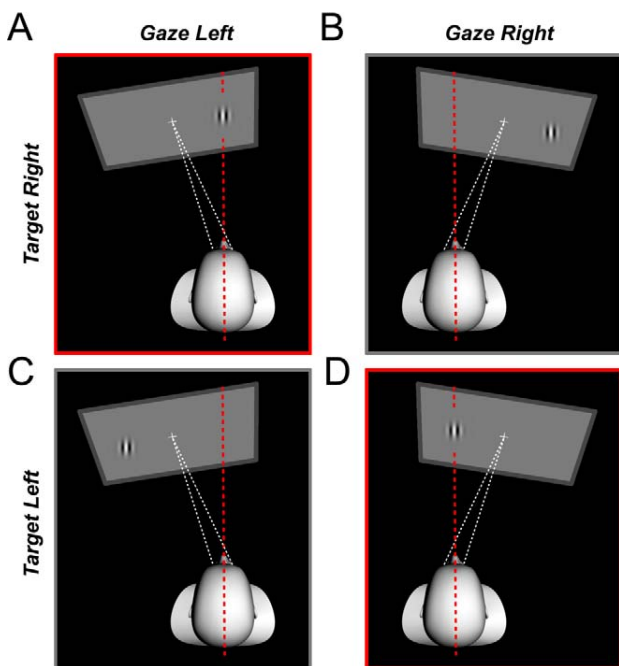 A
Gaze Left
B
Gaze Right
Target Right
C
D
Target Left